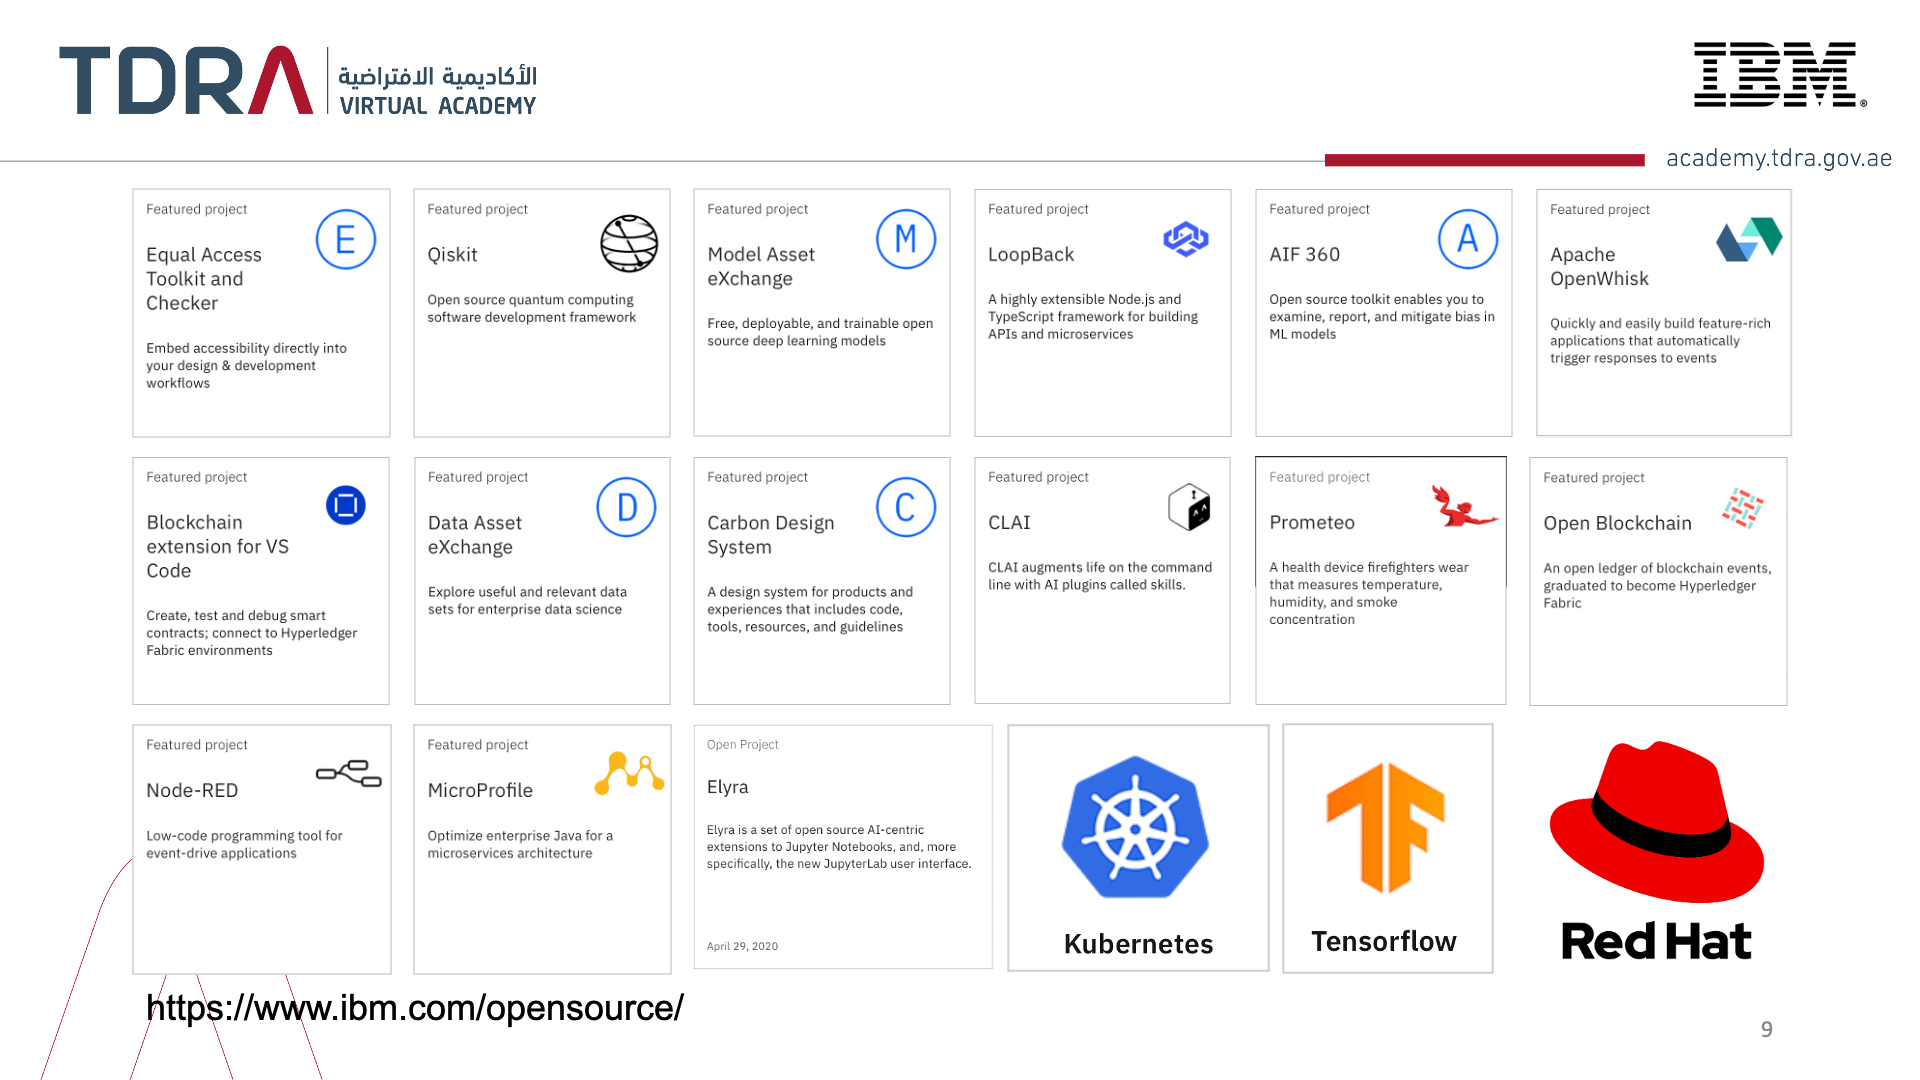 TDRA
الأكاديمية الافتراضية
VIRTUAL ACADEMY
IBM®
academy.tdra.gov.ae
Featured project
E
Equal Access
Toolkit and
Checker
Embed accessibility directly into
your design & development
workflows
Featured project
Qiskit
Open source quantum computing
software development framework
Featured project
M
Model Asset
eXchange
Free, deployable, and trainable open
source deep learning models
Featured project
LoopBack
A highly extensible Node.js and
TypeScript framework for building
APIs and microservices
Featured project
A
AIF 360
Open source toolkit enables you to
examine, report, and mitigate bias in
ML models
Featured project
Apache
OpenWhisk
Quickly and easily build feature-rich
applications that automatically
trigger responses to events
Featured project
Blockchain
extension for VS
Code
Create, test and debug smart
contracts; connect to Hyperledger
Fabric environments
Featured project
D
Data Asset
eXchange
Explore useful and relevant data
sets for enterprise data science
Featured project
C
Carbon Design
System
A design system for products and
experiences that includes code,
tools, resources, and guidelines
Featured project
CLAI
CLAI augments life on the command
line with AI plugins called skills.
Featured project
Prometeo
A health device firefighters wear
that measures temperature,
humidity, and smoke
concentration
Featured project
Open Blockchain
An open ledger of blockchain events,
graduated to become Hyperledger
Fabric
Featured project
Node-RED
Low-code programming tool for
event-drive applications
Featured project
MicroProfile
Optimize enterprise Java for a
microservices architecture
Open Project
Elyra
Elyra is a set of open source AI-centric
extensions to Jupyter Notebooks, and, more
specifically, the new JupyterLab user interface.
April 29, 2020
Kubernetes
Tensorflow
Red Hat
https://www.ibm.com/opensource/
9